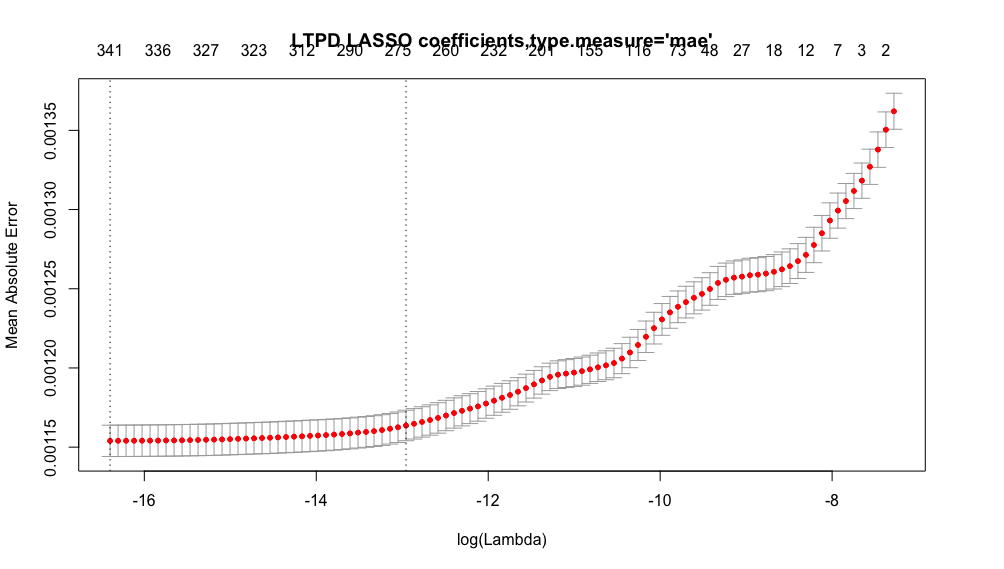 LTPD LASSO coefficients,type.measure='mae'
341 336 327 323 312 290 275 260 232 201 155 116 73 48 27 18 12 7 3 2
0.00135
0.00130
0.00125
0.00120
0.00115
Mean Absolute Error
-16 -14 -12 -10 -8
log(Lambda)